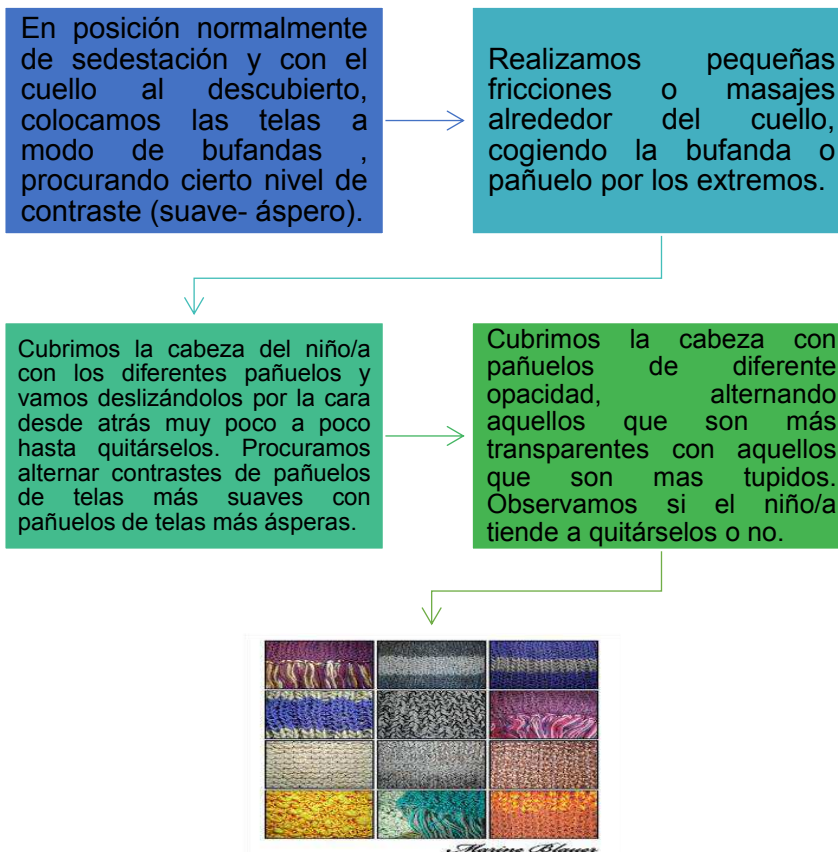 En posición normalmente
de sedestación y con el
cuello al descubierto,
colocamos las telas a
modo de bufandas ,
procurando cierto nivel de
contraste (suave- áspero).
Realizamos pequeñas
fricciones o masajes
alrededor del cuello,
cogiendo la bufanda o
pañuelo por los extremos.
Cubrimos la cabeza del niño/a
con los diferentes pañuelos y
vamos deslizándolos por la cara
desde atrás muy poco a poco
hasta quitárselos. Procuramos
alternar contrastes de pañuelos
de telas más suaves con
pañuelos de telas más ásperas.
Cubrimos la cabeza con
pañuelos de diferente
opacidad, alternando
aquellos que son más
transparentes con aquellos
que son mas tupidos.
Observamos si el niño/a
tiende a quitárselos o no.
Marine Blauer